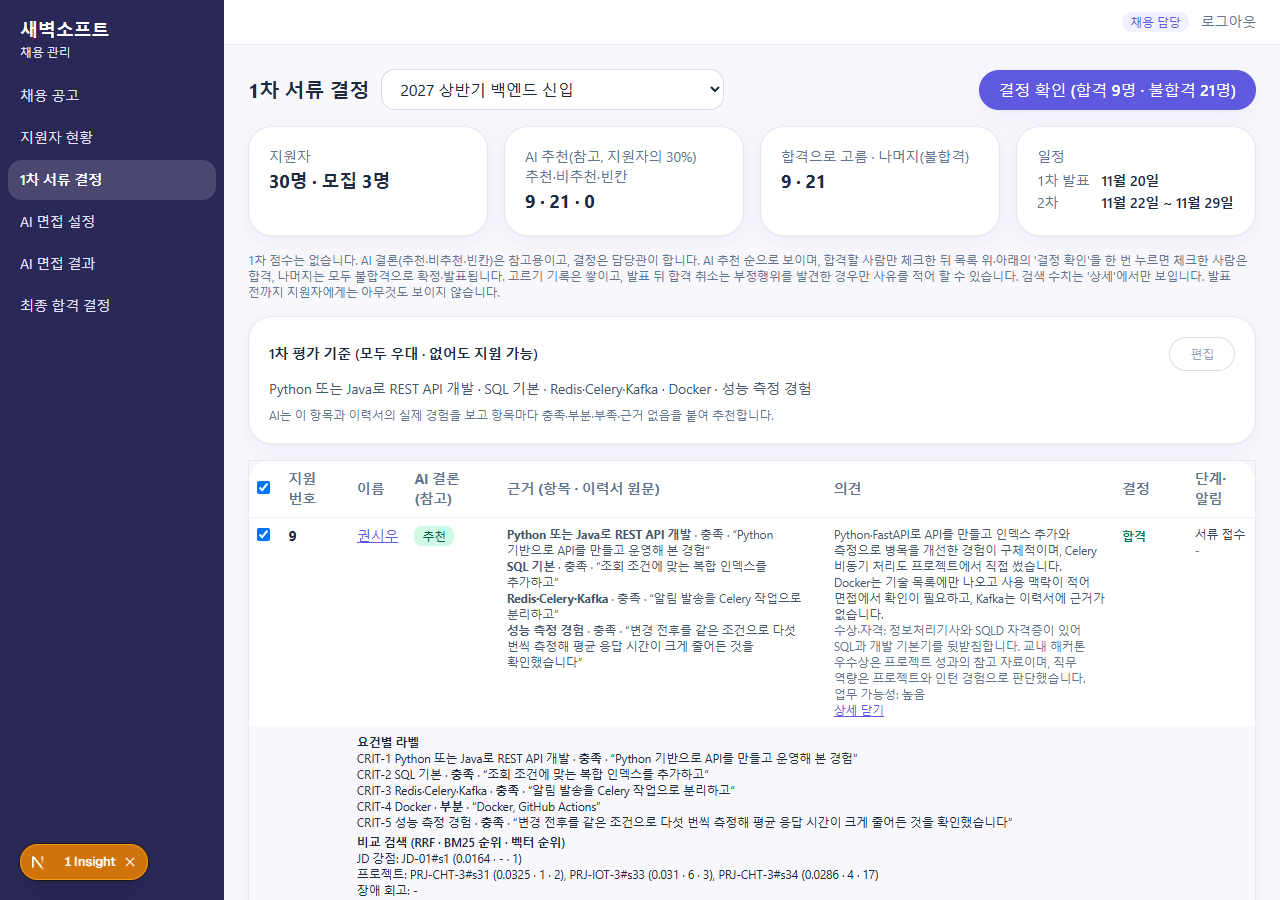 새벽소프트
채용 관리
채용 공고
지원자 현황
1차 서류 결정
AI 면접 설정
AI 면접 결과
최종 합격 결정
1 Insight
채용 담당 로그아웃
1차 서류 결정 2027 상반기 백엔드 신입 결정 확인 (합격 9명 · 불합격 21명)
지원자
30명 · 모집 3명
AI 추천(참고, 지원자의 30%)
추천·비추천·빈칸
9 · 21 · 0
합격으로 고름 · 나머지(불합격)
9 · 21
일정
1차 발표 11월 20일
2차 11월 22일 ~ 11월 29일
1차 점수는 없습니다. AI 결론(추천·비추천·빈칸)은 참고용이고, 결정은 담당관이 합니다. AI 추천 순으로 보이며, 합격할 사람만 체크한 뒤 목록 위·아래의 '결정 확인'을 한 번 누르면 체크한 사람은
합격, 나머지는 모두 불합격으로 확정·발표됩니다. 고르기 기록은 쌓이고, 발표 뒤 합격 취소는 부정행위를 발견한 경우만 사유를 적어 할 수 있습니다. 검색 수치는 '상세'에서만 보입니다. 발표
전까지 지원자에게는 아무것도 보이지 않습니다.
1차 평가 기준 (모두 우대 · 없어도 지원 가능) 편집
Python 또는 Java로 REST API 개발 · SQL 기본 · Redis·Celery·Kafka · Docker · 성능 측정 경험
AI는 이 항목과 이력서의 실제 경험을 보고 항목마다 충족·부분·부족·근거 없음을 붙여 추천합니다.
지원
번호
이름
AI 결론
(참고)
근거 (항목 · 이력서 원문)
의견
결정
단계·
알림
9
권시우
추천
Python 또는 Java로 REST API 개발 · 충족 · “Python
기반으로 API를 만들고 운영해 본 경험”
SQL 기본 · 충족 · “조회 조건에 맞는 복합 인덱스를
추가하고”
Redis·Celery·Kafka · 충족 · “알림 발송을 Celery 작업으로
분리하고”
성능 측정 경험 · 충족 · “변경 전후를 같은 조건으로 다섯
번씩 측정해 평균 응답 시간이 크게 줄어든 것을
확인했습니다”
Python·FastAPI로 API를 만들고 인덱스 추가와
측정으로 병목을 개선한 경험이 구체적이며, Celery
비동기 처리도 프로젝트에서 직접 썼습니다.
Docker는 기술 목록에만 나오고 사용 맥락이 적어
면접에서 확인이 필요하고, Kafka는 이력서에 근거가
없습니다.
수상·자격: 정보처리기사와 SQLD 자격증이 있어
SQL과 개발 기본기를 뒷받침합니다. 교내 해커톤
우수상은 프로젝트 성과의 참고 자료이며, 직무
역량은 프로젝트와 인턴 경험으로 판단했습니다.
업무 가능성: 높음
상세 닫기
합격
서류 접수
-
요건별 라벨
CRIT-1 Python 또는 Java로 REST API 개발 · 충족 · “Python 기반으로 API를 만들고 운영해 본 경험”
CRIT-2 SQL 기본 · 충족 · “조회 조건에 맞는 복합 인덱스를 추가하고”
CRIT-3 Redis·Celery·Kafka · 충족 · “알림 발송을 Celery 작업으로 분리하고”
CRIT-4 Docker · 부분 · “Docker, GitHub Actions”
CRIT-5 성능 측정 경험 · 충족 · “변경 전후를 같은 조건으로 다섯 번씩 측정해 평균 응답 시간이 크게 줄어든 것을 확인했습니다”
비교 검색 (RRF · BM25 순위 · 벡터 순위)
JD 강점: JD-01#s1 (0.0164 · - · 1)
프로젝트: PRJ-CHT-3#s31 (0.0325 · 1 · 2), PRJ-IOT-3#s33 (0.031 · 6 · 3), PRJ-CHT-3#s34 (0.0286 · 4 · 17)
장애 회고: -